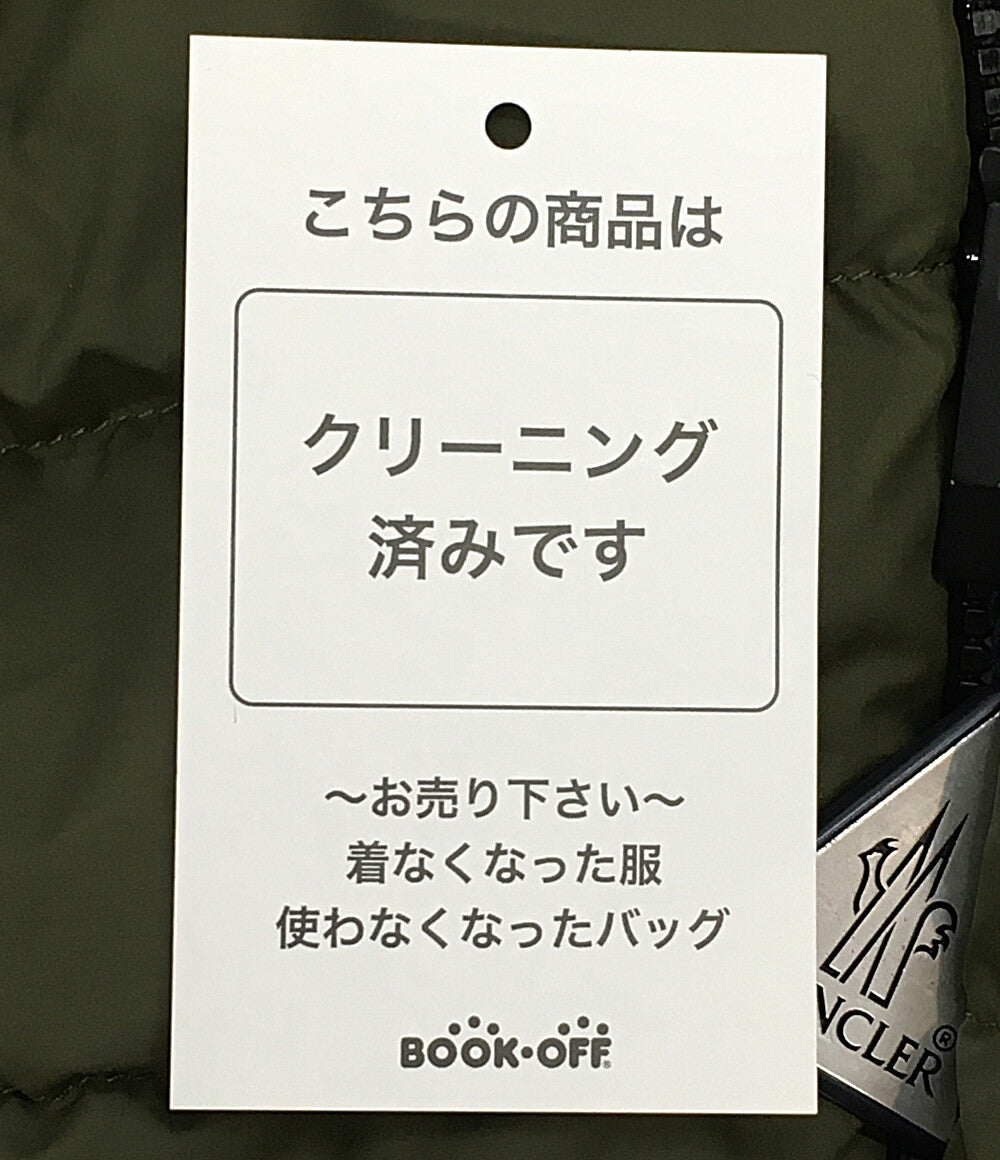 こちらの商品は
クリーニング
済みです
～お売り下さい～
着なくなった服
使わなくなったバッグ
BOOK・OFF®
NCLER®